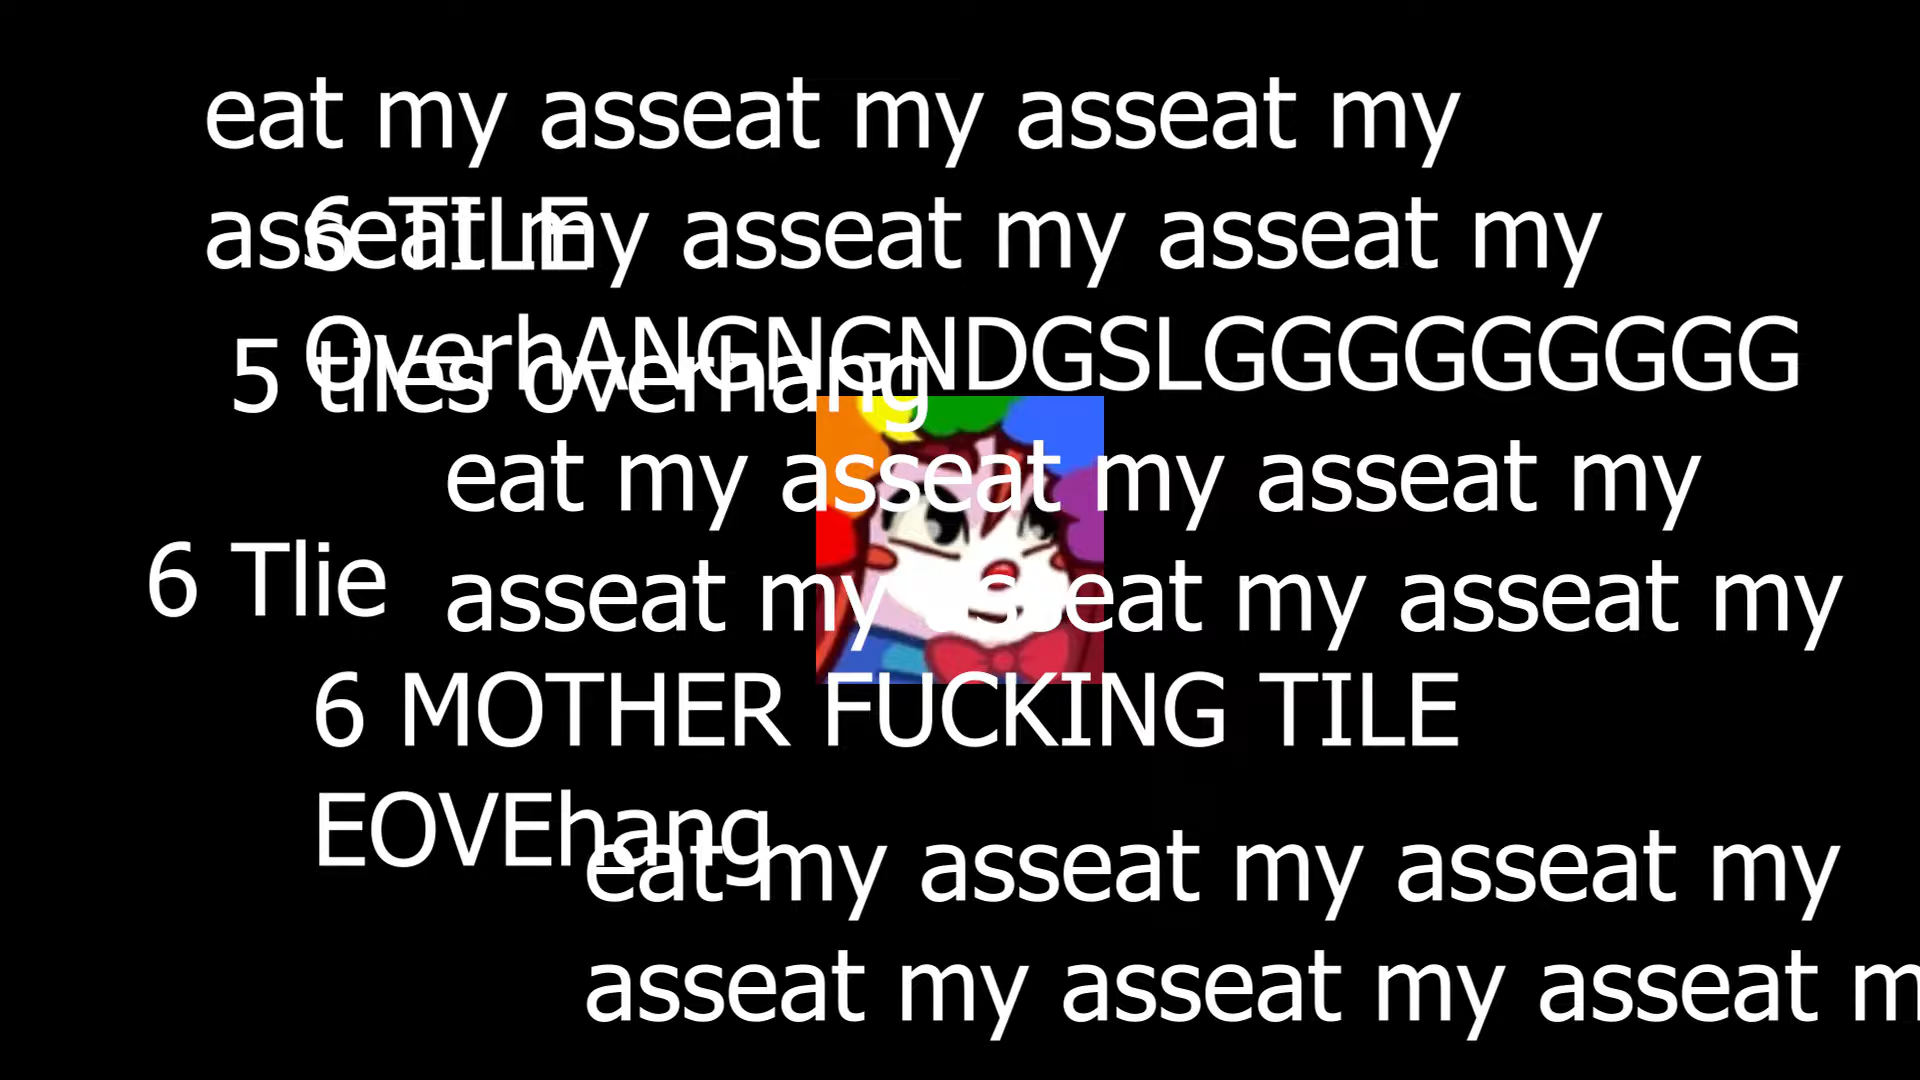 eat my asseat my asseat my
asseat my asseat my asseat my
6 TILE
OverhANGNGNDGSLGGGGGGGGG
5 tiles overhang
eat my asseat my asseat my
asseat my asseat my asseat my
6 Tlie
6 MOTHER FUCKING TILE
EOVEhang
eat my asseat my asseat my
asseat my asseat my asseat m